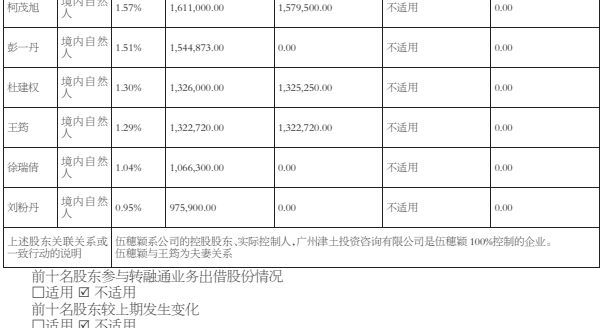 柯茂旭 境内自然 1.57% 1,611,000.00 1,579,500.00 不适用 0.00
人
彭一丹 境内自然 1.51% 1,544,873.00 0.00 不适用 0.00
人
杜建权 境内自然 1.30% 1,326,000.00 1,325,250.00 不适用 0.00
人
王筠 境内自然 1.29% 1,322,720.00 1,322,720.00 不适用 0.00
人
徐瑞倩 境内自然 1.04% 1,066,300.00 0.00 不适用 0.00
人
刘粉丹 境内自然 0.95% 975,900.00 0.00 不适用 0.00
人
上述股东关联关系或 伍穗颖系公司的控股股东、实际控制人,广州津土投资咨询有限公司是伍穗颖 100%控制的企业。
一致行动的说明 伍穗颖与王筠为夫妻关系
前十名股东参与转融通业务出借股份情况
□适用 ☑ 不适用
前十名股东较上期发生变化
□适用 ☑ 不适用